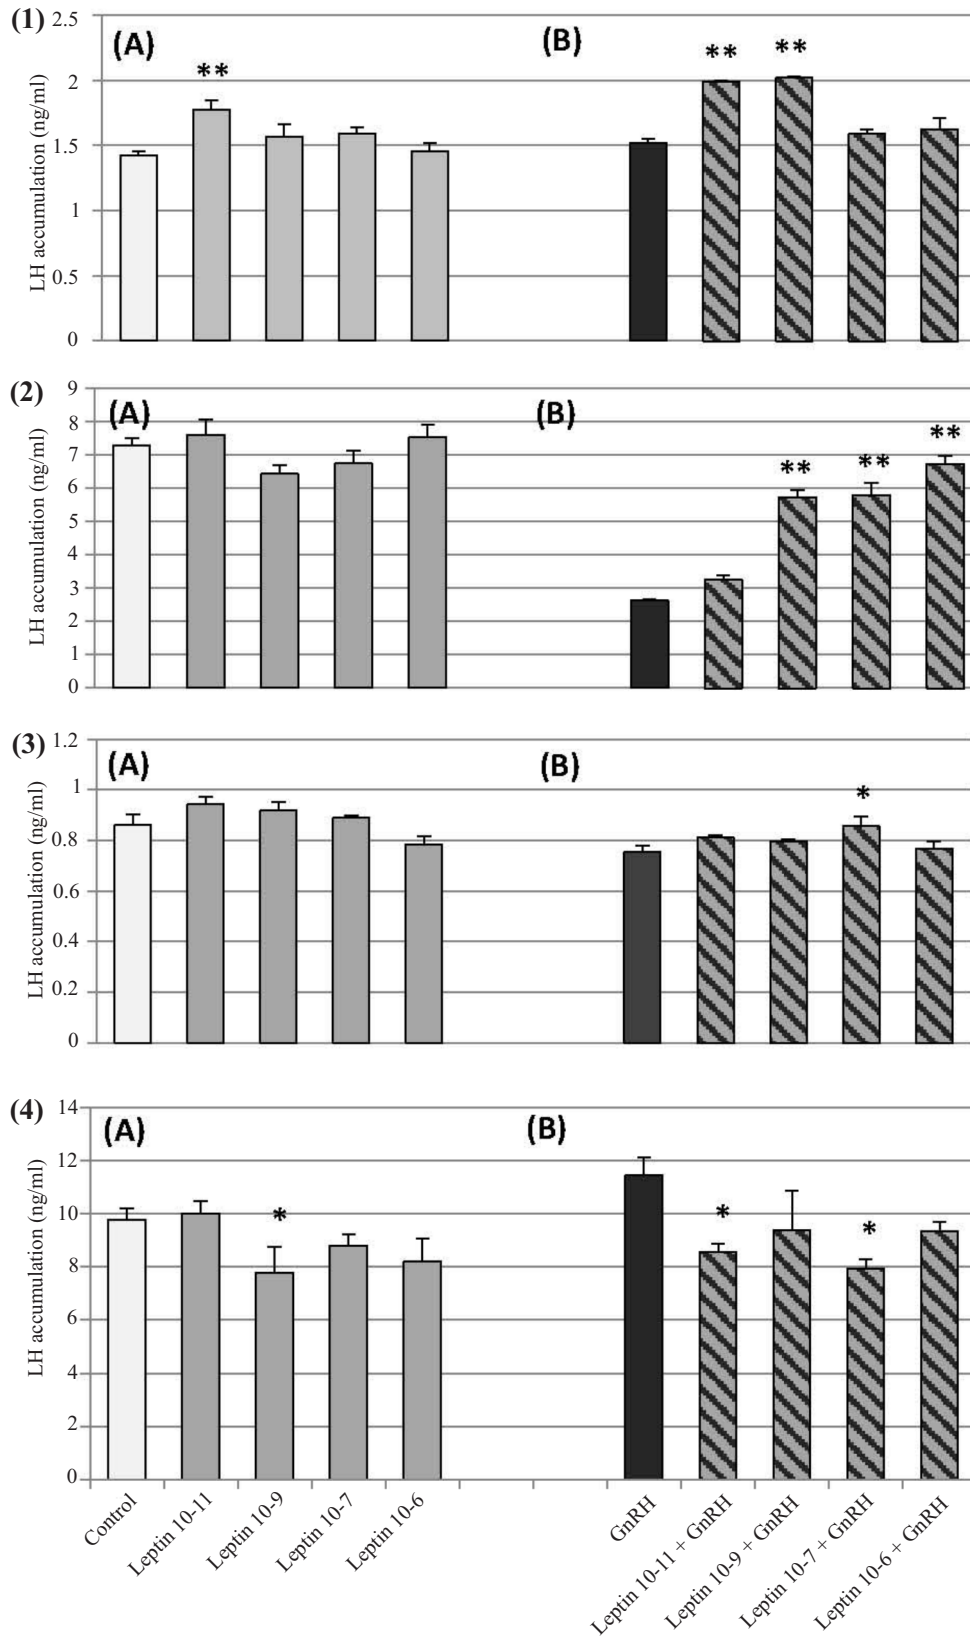 (1)
(A)
(B)
**
**
**
LH accumulation (ng/ml)
2.5
2
1.5
1
0.5
0
(2)
(A)
(B)
**
**
**
LH accumulation (ng/ml)
9
8
7
6
5
4
3
2
1
0
(3)
(A)
(B)
*
LH accumulation (ng/ml)
1.2
1
0.8
0.6
0.4
0.2
0
(4)
(A)
(B)
*
*
*
LH accumulation (ng/ml)
14
12
10
8
6
4
2
0
Control
Leptin 10-11
Leptin 10-9
Leptin 10-7
Leptin 10-6
GnRH
Leptin 10-11 + GnRH
Leptin 10-9 + GnRH
Leptin 10-7 + GnRH
Leptin 10-6 + GnRH